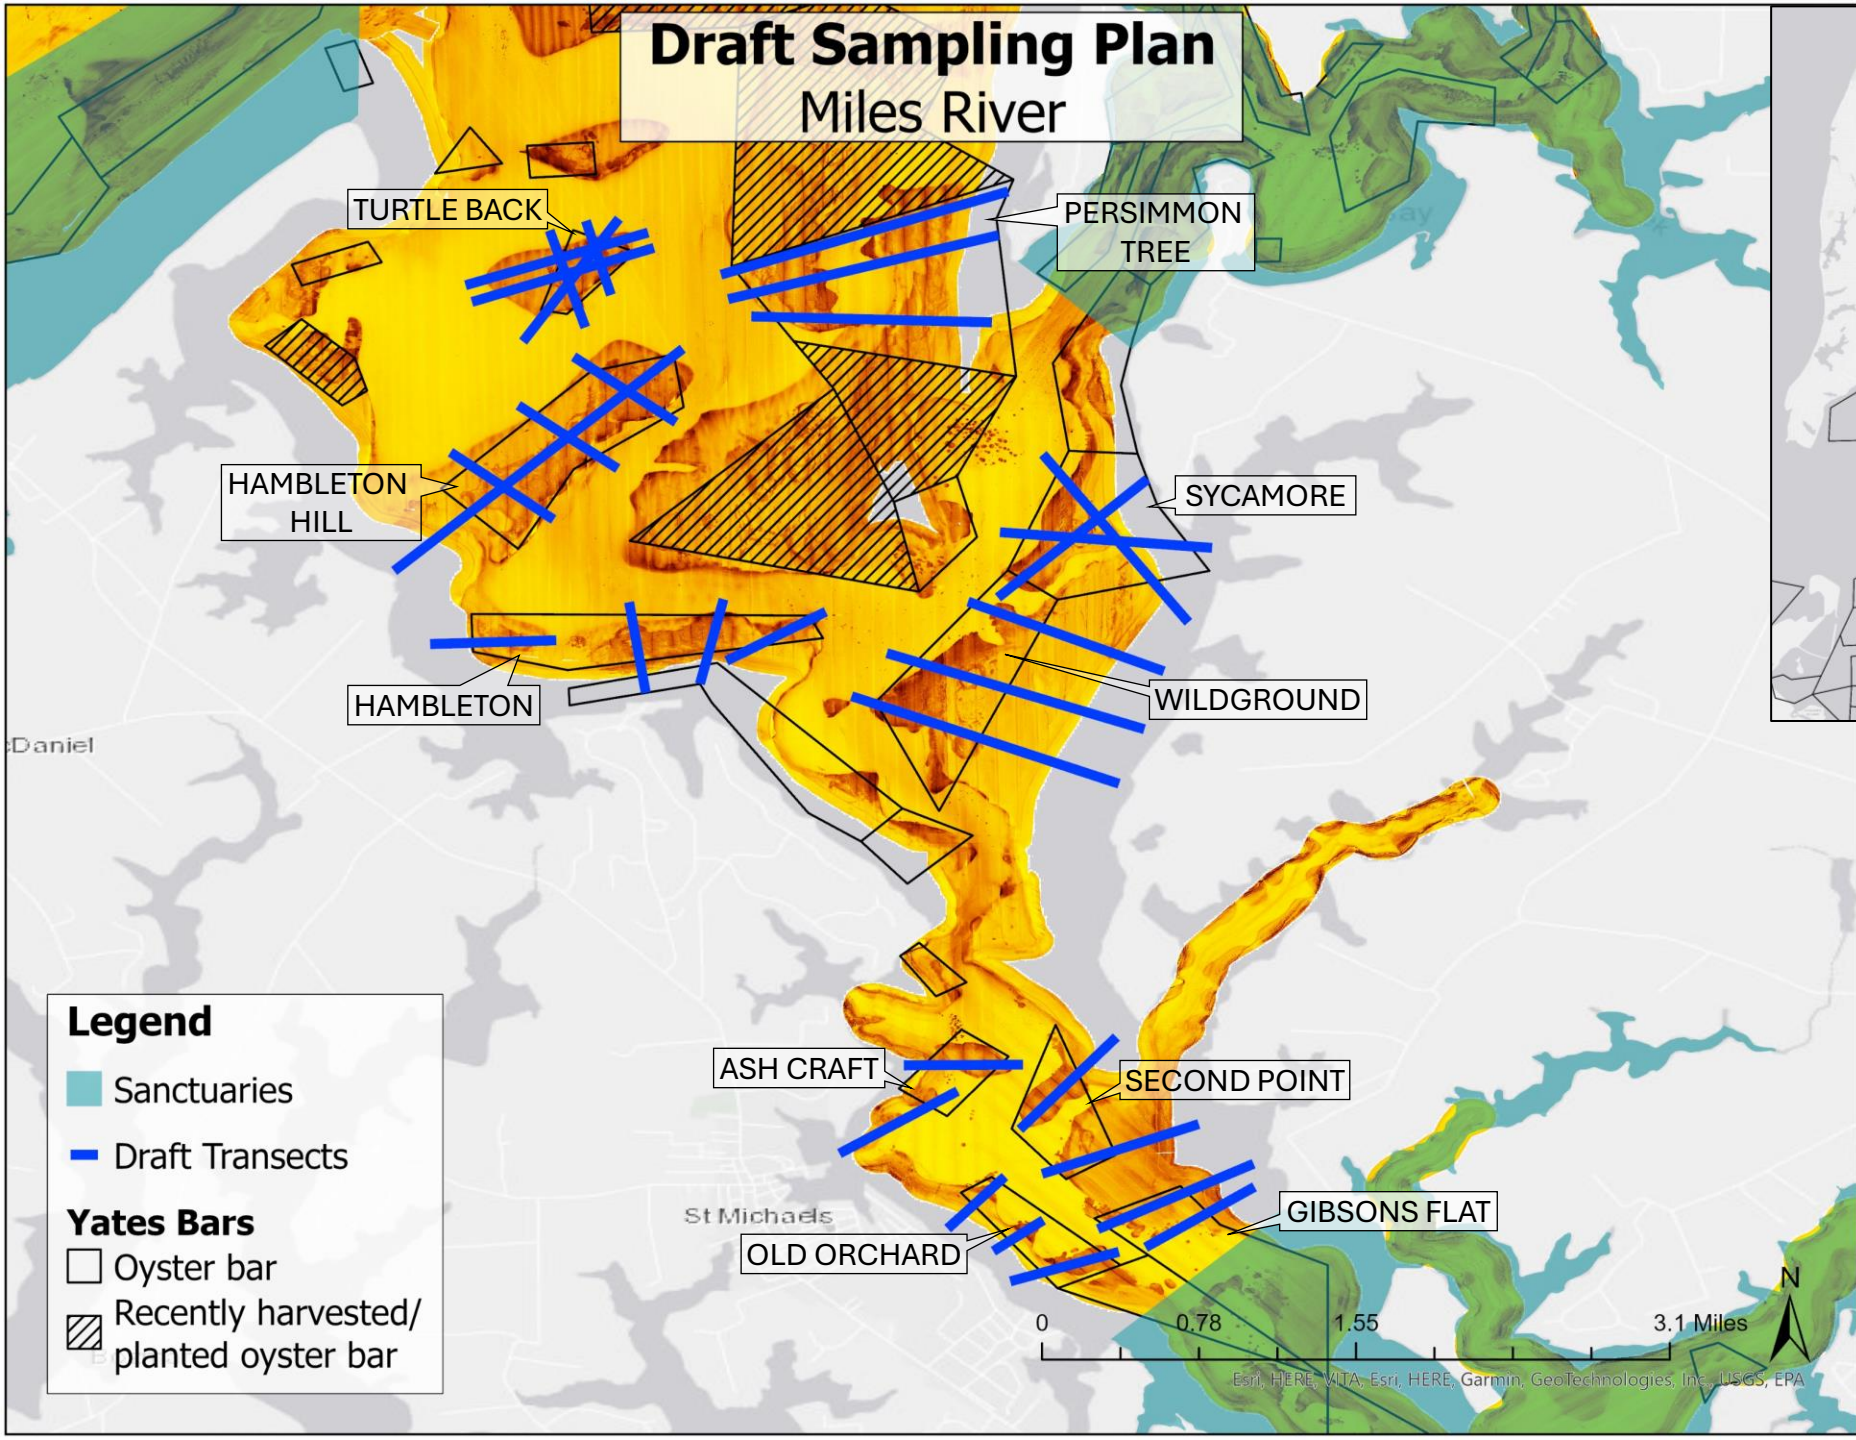 Draft Sampling Plan
Miles River
TURTLE BACK
PERSIMMON
TREE
HAMBLETON
HILL
SYCAMORE
HAMBLETON
WILDGROUND
Daniel
ASH CRAFT
SECOND POINT
St Michaels
OLD ORCHARD
GIBSONS FLAT
Legend
Sanctuaries
Draft Transects
Yates Bars
Oyster bar
Recently harvested/
planted oyster bar
N
0 0.78 1.55 3.1 Miles
Esri, HERE, VITA, Esri, HERE, Garmin, GeoTechnologies, Inc., USGS, EPA